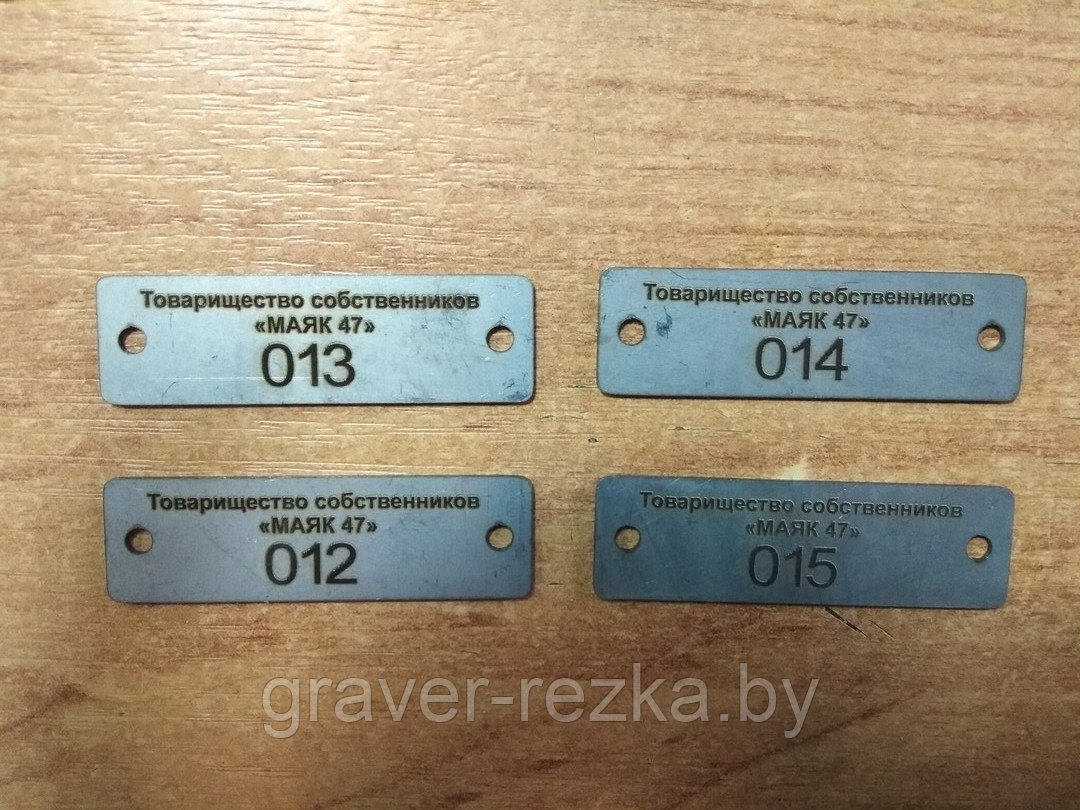 Товарищество собственников
«МАЯК 47»
013
Товарищество собственников
«МАЯК 47»
014
Товарищество собственников
«МАЯК 47»
012
Товарищество собственников
«МАЯК 47»
015
graver-rezka.by